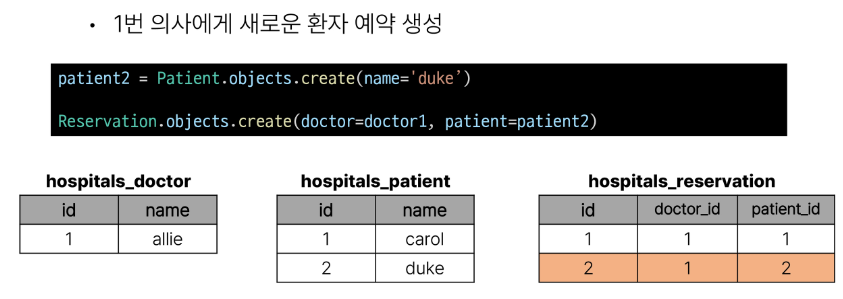 • 1번 의사에게 새로운 환자 예약 생성
patient2 = Patient.objects.create(name='duke’)
Reservation.objects.create(doctor=doctor1, patient=patient2)
hospitals_doctor
id name
1 allie
hospitals_patient
id name
1 carol
2 duke
hospitals_reservation
id doctor_id patient_id
1 1 1
2 1 2